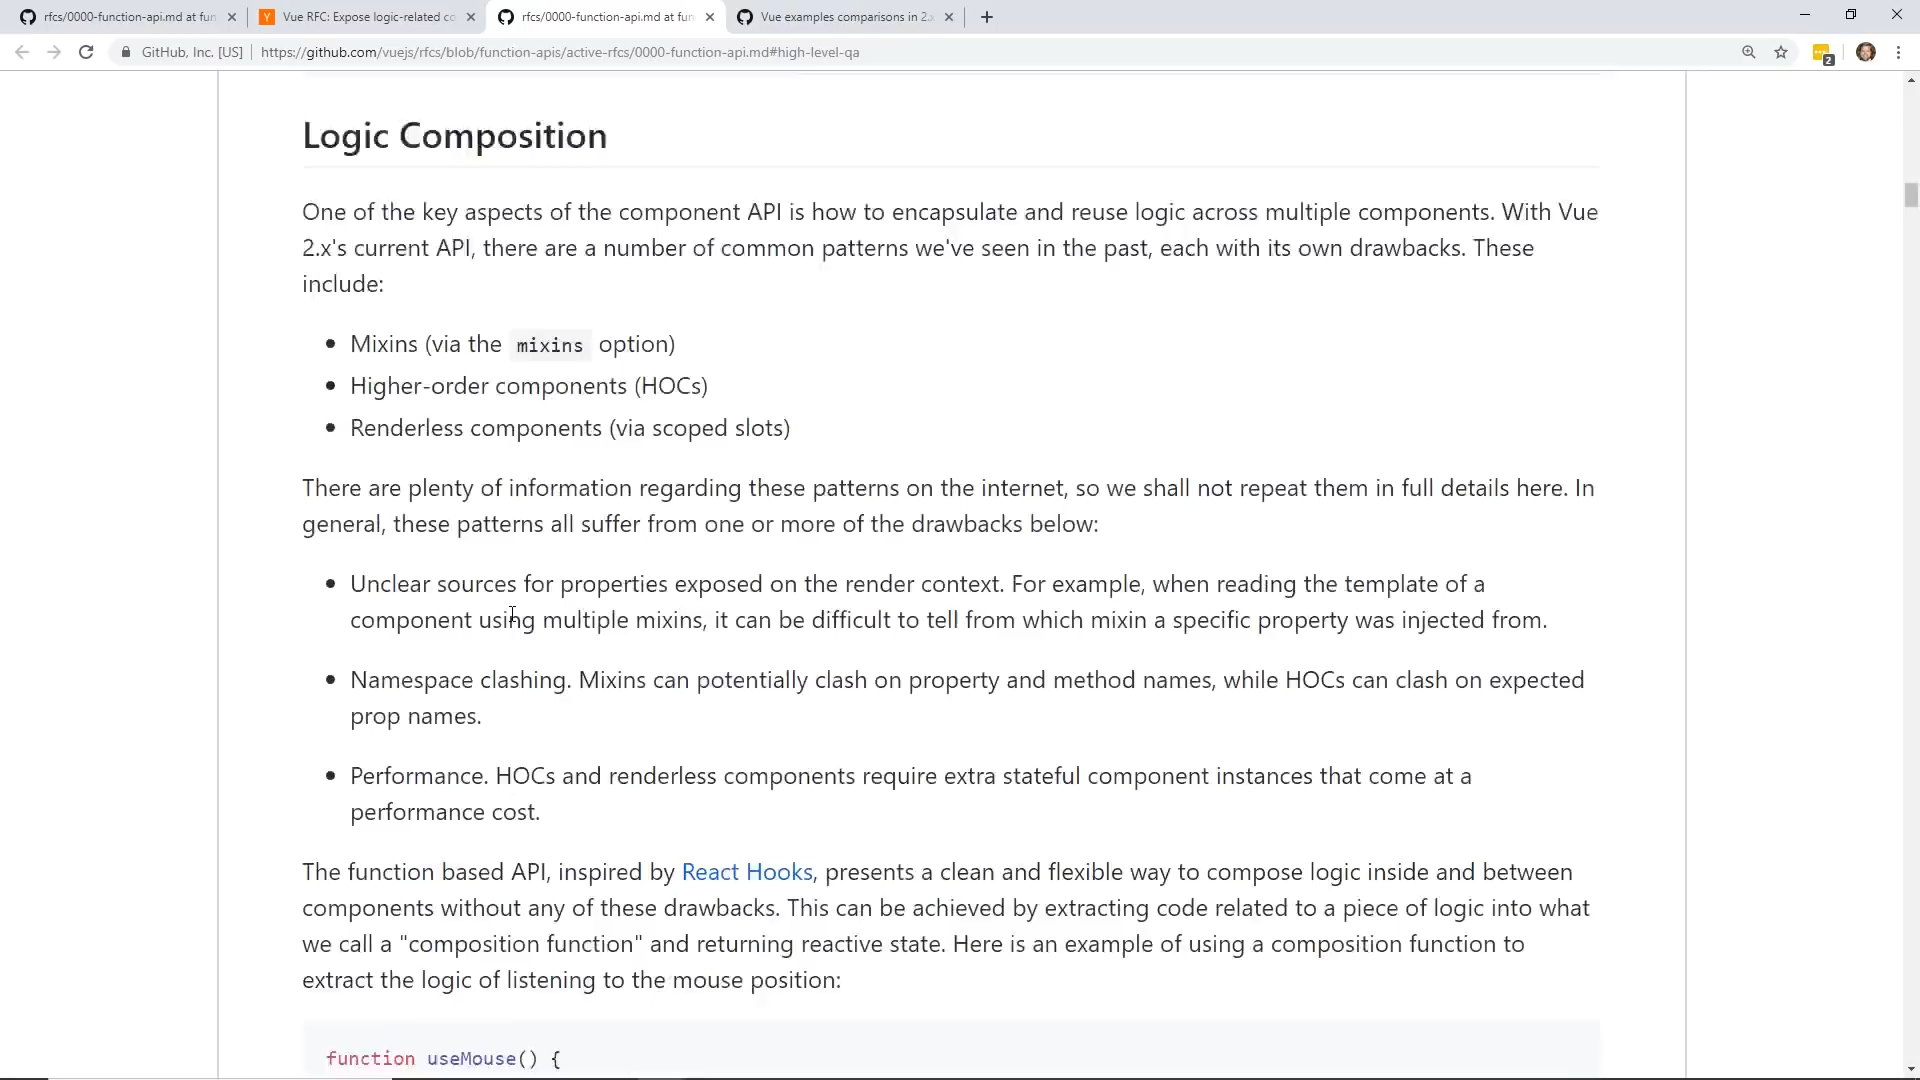 rfcs/0000-function-api.md at fun
Vue RFC: Expose logic-related co
rfcs/0000-function-api.md at fun
Vue examples comparisons in 2.
GitHub, Inc. [US]
https://github.com/vuejs/rfcs/blob/function-apis/active-rfcs/0000-function-api.md#high-level-qa
2
Logic Composition
One of the key aspects of the component API is how to encapsulate and reuse logic across multiple components. With Vue
2.x's current API, there are a number of common patterns we've seen in the past, each with its own drawbacks. These
include:
• Mixins (via the mixins option)
• Higher-order components (HOCs)
• Renderless components (via scoped slots)
There are plenty of information regarding these patterns on the internet, so we shall not repeat them in full details here. In
general, these patterns all suffer from one or more of the drawbacks below:
• Unclear sources for properties exposed on the render context. For example, when reading the template of a
component using multiple mixins, it can be difficult to tell from which mixin a specific property was injected from.
• Namespace clashing. Mixins can potentially clash on property and method names, while HOCs can clash on expected
prop names.
• Performance. HOCs and renderless components require extra stateful component instances that come at a
performance cost.
The function based API, inspired by React Hooks, presents a clean and flexible way to compose logic inside and between
components without any of these drawbacks. This can be achieved by extracting code related to a piece of logic into what
we call a "composition function" and returning reactive state. Here is an example of using a composition function to
extract the logic of listening to the mouse position:
function useMouse() {